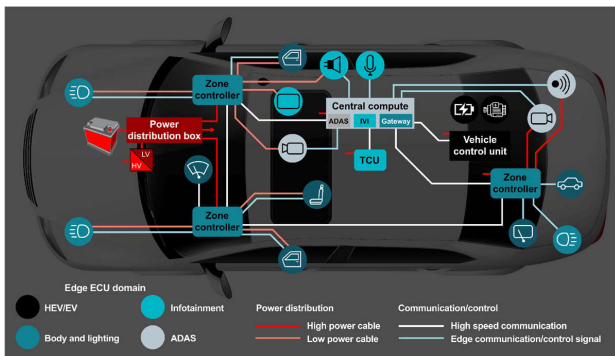 Zone
controller
Power
distribution box
LV
HV
Zone
controller
Central compute
ADAS
IVI
Gateway
TCU
Vehicle
control unit
Zone
controller
Edge ECU domain
HEV/EV
Infotainment
Body and lighting
ADAS
Power distribution
High power cable
Low power cable
Communication/control
High speed communication
Edge communication/control signal